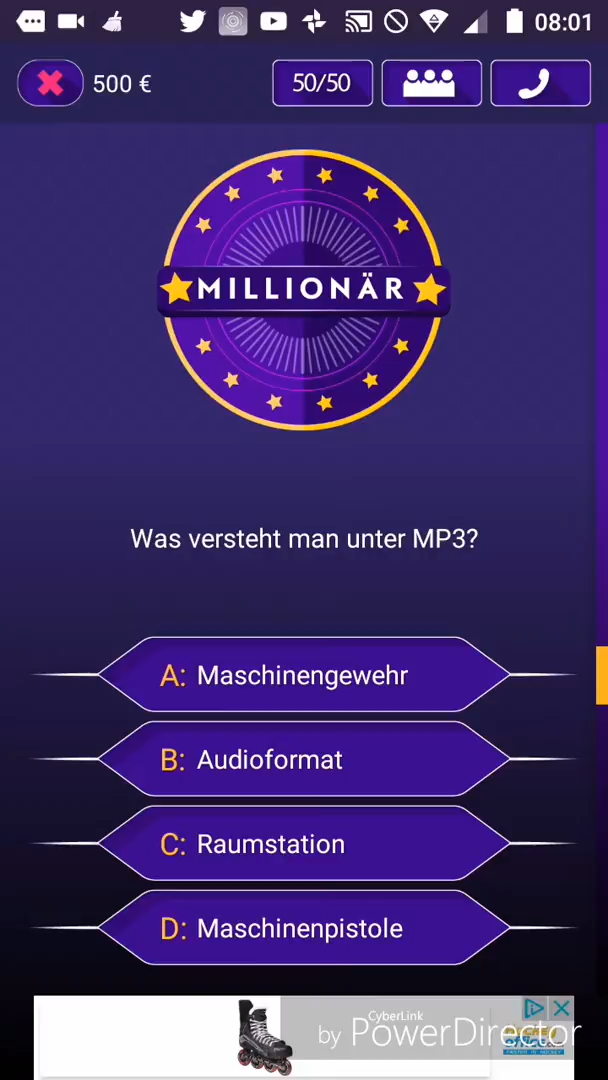 08:01
500 €
50/50
MILLIONÄR
Was versteht man unter MP3?
A: Maschinengewehr
B: Audioformat
C: Raumstation
D: Maschinenpistole
CyberLink
by PowerDirector